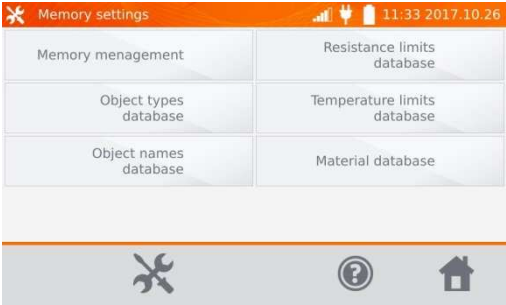 Memory settings
11:33 2017.10.26
Memory menagement
Resistance limits
database
Object types
database
Temperature limits
database
Object names
database
Material database
?